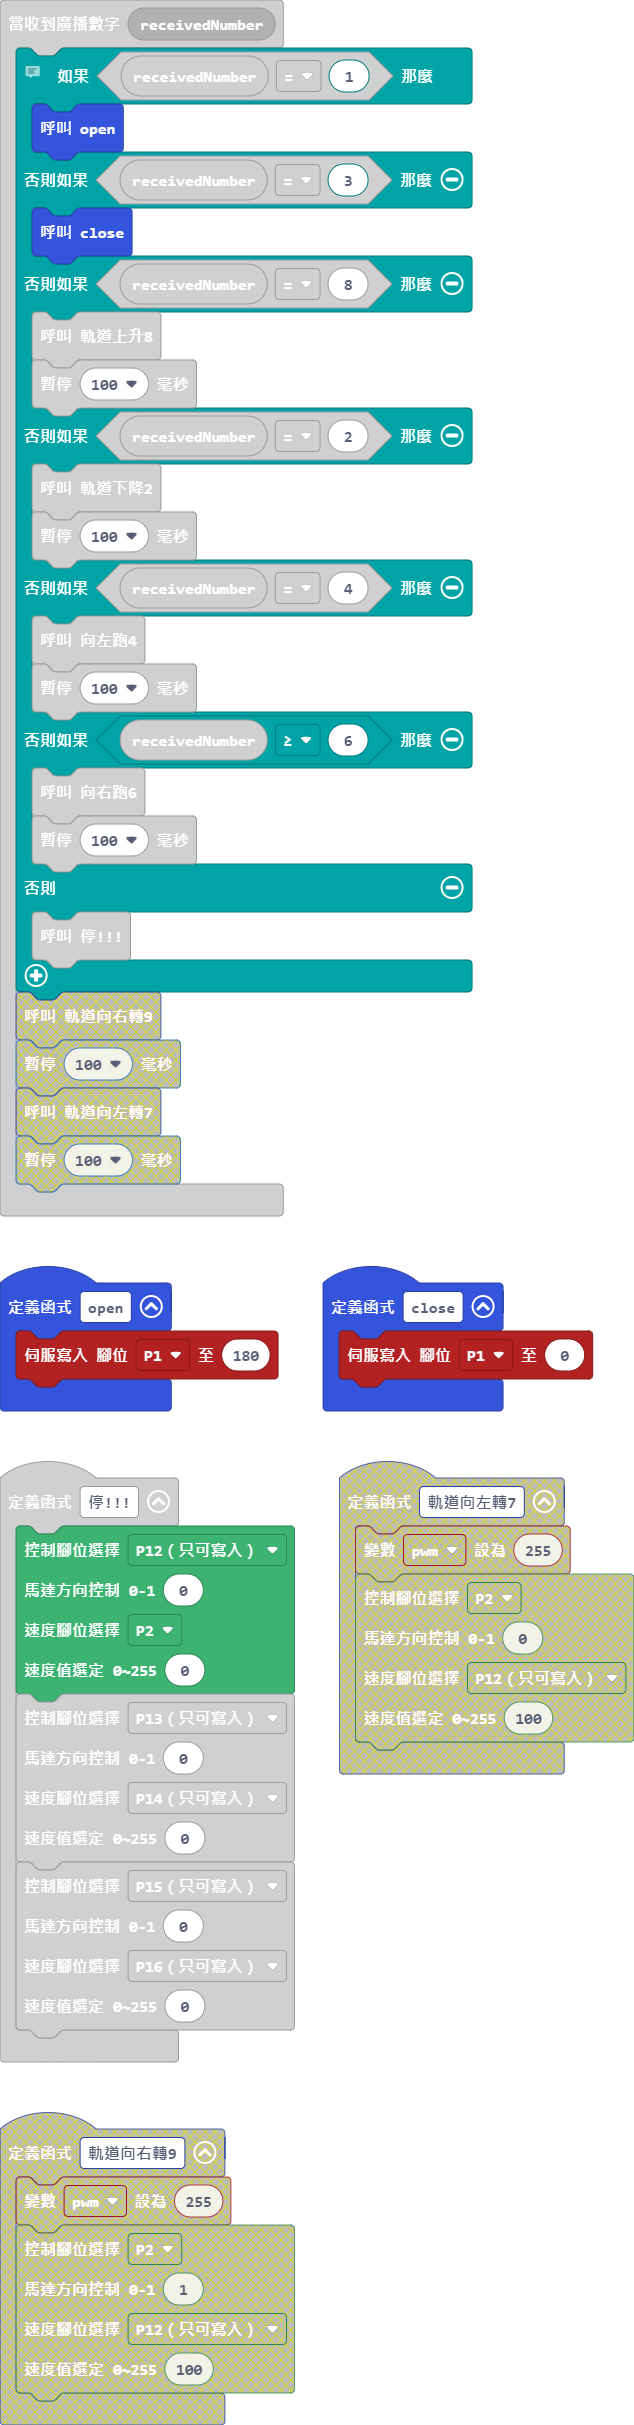 當收到廣播數字 receivedNumber
如果 receivedNumber = 1 那麼
呼叫 open
否則如果 receivedNumber = 3 那麼
呼叫 close
否則如果 receivedNumber = 8 那麼
呼叫 軌道上升8
暫停 100 毫秒
否則如果 receivedNumber = 2 那麼
呼叫 軌道下降2
暫停 100 毫秒
否則如果 receivedNumber = 4 那麼
呼叫 向左跑4
暫停 100 毫秒
否則如果 receivedNumber ≥ 6 那麼
呼叫 向右跑6
暫停 100 毫秒
否則
呼叫 停!!!
呼叫 軌道向右轉9
暫停 100 毫秒
呼叫 軌道向左轉7
暫停 100 毫秒
定義函式 open
伺服寫入 腳位 P1 至 180
定義函式 close
伺服寫入 腳位 P1 至 0
定義函式 停!!!
控制腳位選擇 P12（只可寫入）
馬達方向控制 0-1 0
速度腳位選擇 P2
速度值選定 0~255 0
控制腳位選擇 P13（只可寫入）
馬達方向控制 0-1 0
速度腳位選擇 P14（只可寫入）
速度值選定 0~255 0
控制腳位選擇 P15（只可寫入）
馬達方向控制 0-1 0
速度腳位選擇 P16（只可寫入）
速度值選定 0~255 0
定義函式 軌道向左轉7
變數 pwm 設為 255
控制腳位選擇 P2
馬達方向控制 0-1 0
速度腳位選擇 P12（只可寫入）
速度值選定 0~255 100
定義函式 軌道向右轉9
變數 pwm 設為 255
控制腳位選擇 P2
馬達方向控制 0-1 1
速度腳位選擇 P12（只可寫入）
速度值選定 0~255 100